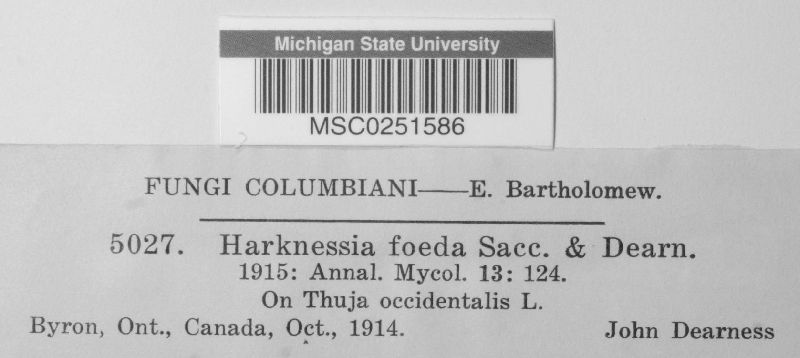 Michigan State University
MSC0251586
FUNGI COLUMBIANI—E. Bartholomew.
5027. Harknessia foeda Sacc. & Dearn.
1915: Annal. Mycol. 13: 124.
On Thuja occidentalis L.
Byron, Ont., Canada, Oct., 1914. John Dearness